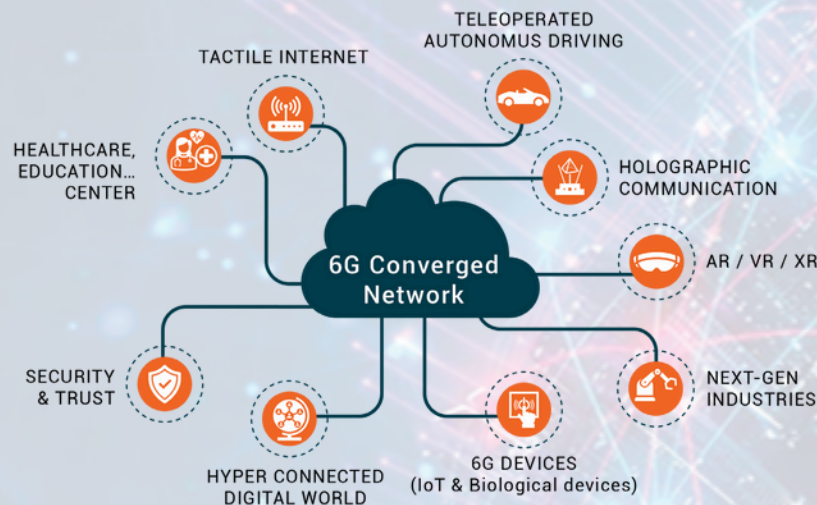 TELEOPERATED
AUTONOMUS DRIVING
TACTILE INTERNET
HEALTHCARE,
EDUCATION...
CENTER
HOLOGRAPHIC
COMMUNICATION
6G Converged
Network
AR / VR / XR
SECURITY
& TRUST
NEXT-GEN
INDUSTRIES
HYPER CONNECTED
DIGITAL WORLD
6G DEVICES
(IoT & Biological devices)